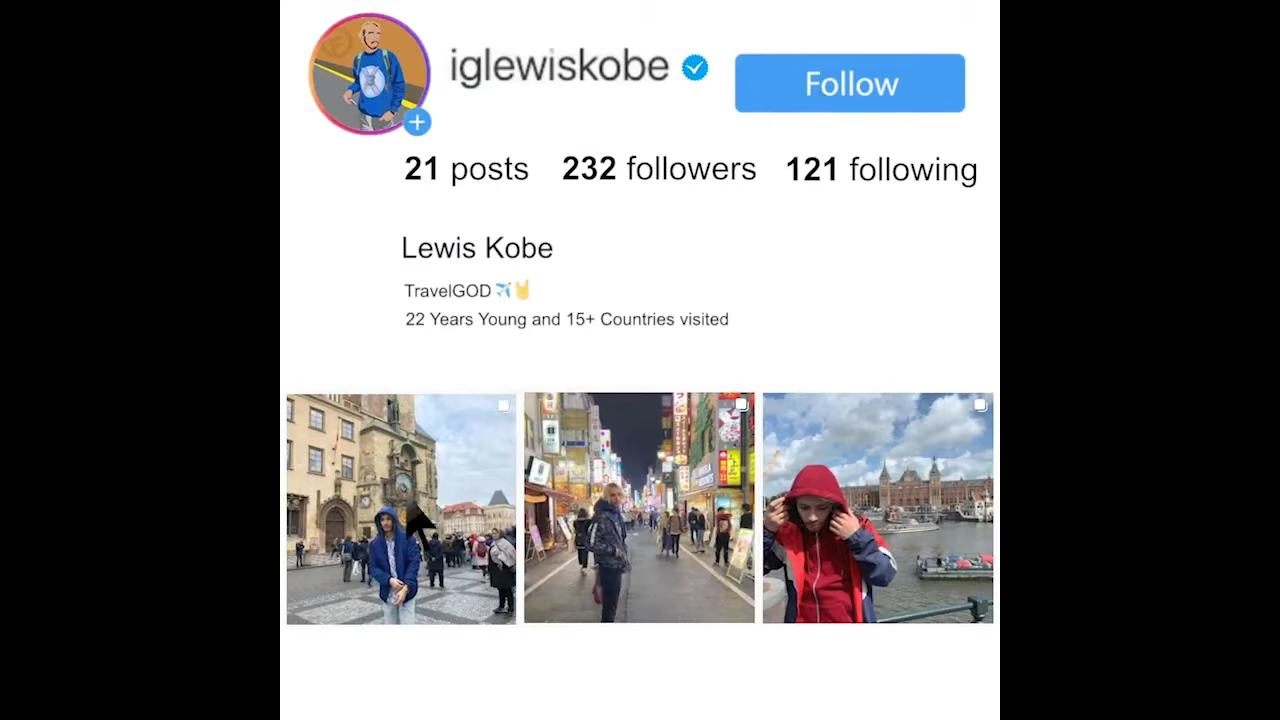 iglewiskobe
Follow
21 posts 232 followers 121 following
Lewis Kobe
TravelGOD ✈️🤘
22 Years Young and 15+ Countries visited